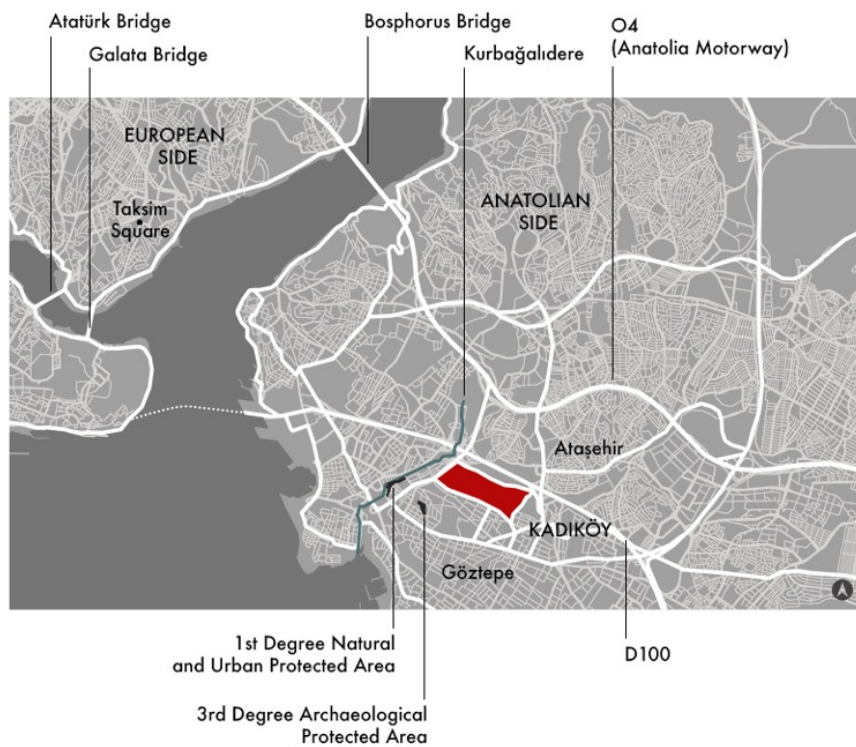 Atatürk Bridge
Galata Bridge
Bosphorus Bridge
Kurbağalıdere
O4
(Anatolia Motorway)
EUROPEAN
SIDE
Taksim
Square
ANATOLIAN
SIDE
Ataşehir
KADIKÖY
Göztepe
1st Degree Natural
and Urban Protected Area
D100
3rd Degree Archaeological
Protected Area